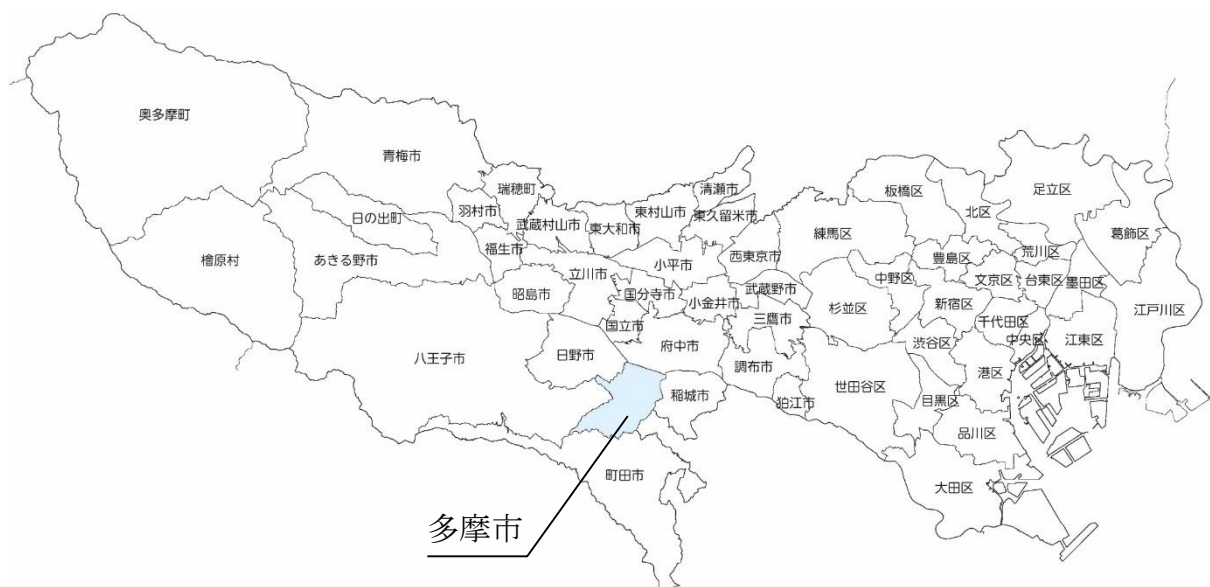 奥多摩町
青梅市
瑞穂町
清瀬市
板橋区
足立区
日の出町
羽村市
武蔵村山市
東大和市
東村山市
東久留米市
練馬区
北区
葛飾区
檜原村
あきる野市
福生市
立川市
小平市
西東京市
豊島区
荒川区
昭島市
国分寺市
小金井市
武蔵野市
中野区
文京区
台東区
墨田区
国立市
三鷹市
杉並区
新宿区
千代田区
江戸川区
八王子市
日野市
府中市
調布市
渋谷区
中央区
江東区
稲城市
狛江市
世田谷区
目黒区
港区
品川区
町田市
大田区
多摩市